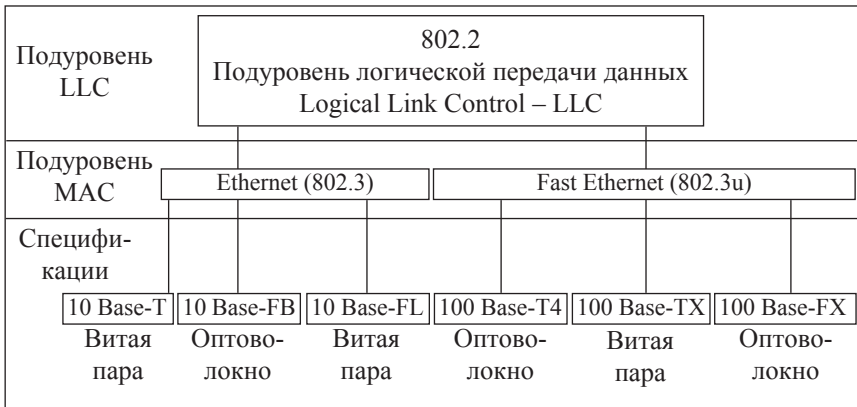 Подуровень
LLC
802.2
Подуровень логической передачи данных
Logical Link Control – LLC
Подуровень
MAC
Ethernet (802.3)
Fast Ethernet (802.3u)
Специфи-
кации
10 Base-T
10 Base-FB
10 Base-FL
100 Base-T4
100 Base-TX
100 Base-FX
Витая
пара
Оптово-
локно
Витая
пара
Оптово-
локно
Витая
пара
Оптово-
локно